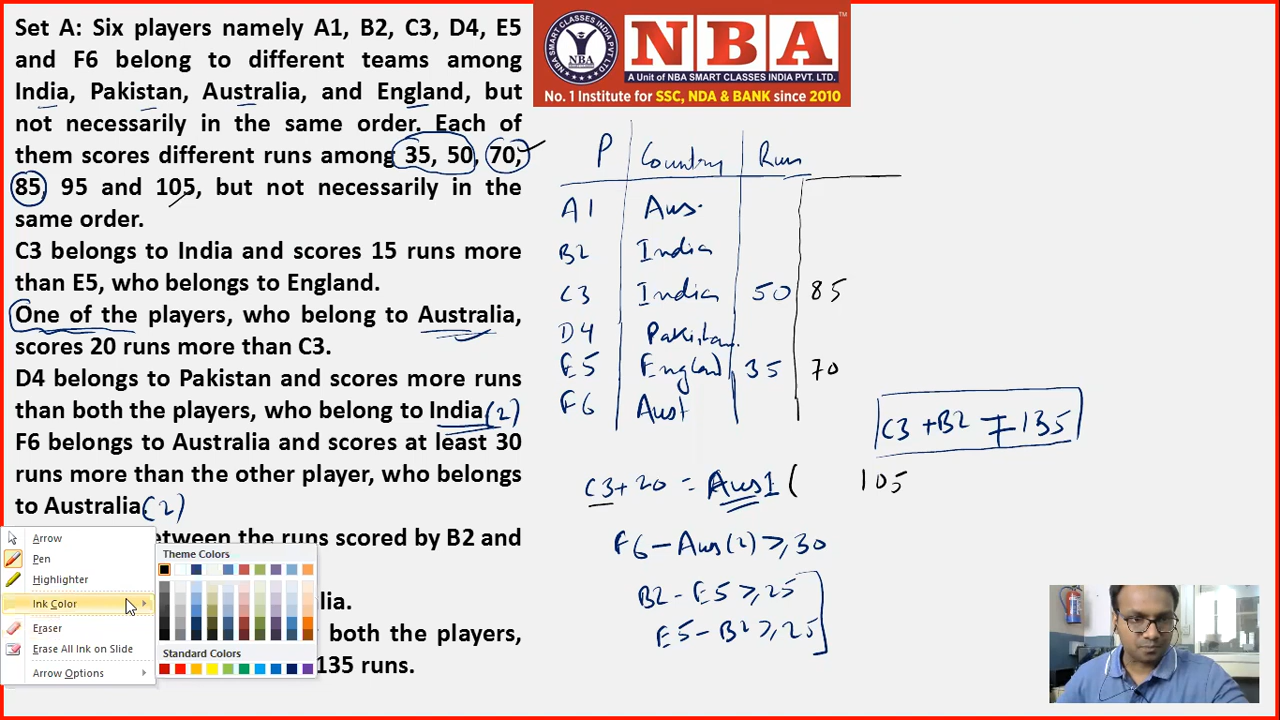 Set A: Six players namely A1, B2, C3, D4, E5
and F6 belong to different teams among
India, Pakistan, Australia, and England, but
not necessarily in the same order. Each of
them scores different runs among 35, 50, 70,
85, 95 and 105, but not necessarily in the
same order.
C3 belongs to India and scores 15 runs more
than E5, who belongs to England.
One of the players, who belong to Australia,
scores 20 runs more than C3.
D4 belongs to Pakistan and scores more runs
than both the players, who belong to India (2)
F6 belongs to Australia and scores at least 30
runs more than the other player, who belongs
to Australia (2)
etween the runs scored by B2 and
lia.
both the players,
135 runs.
Arrow
Pen
Highlighter
Ink Color
Eraser
Erase All Ink on Slide
Arrow Options
Theme Colors
Standard Colors
NBA SMART CLASSES INDIA PVT LTD
NBA
TM
A Unit of NBA SMART CLASSES INDIA PVT. LTD.
No. 1 Institute for SSC, NDA & BANK since 2010
P Country Run
A1 Aus.
B2 India
C3 India 50 85
D4 Pakistan
E5 England 35 70
F6 Aust
C3 + B2 ≠ 135
C3 + 20 = Aus1 ( 105
F6 - Aus(2) ⩾ 30
B2 - E5 ⩾ 25
E5 - B2 ⩾ 25